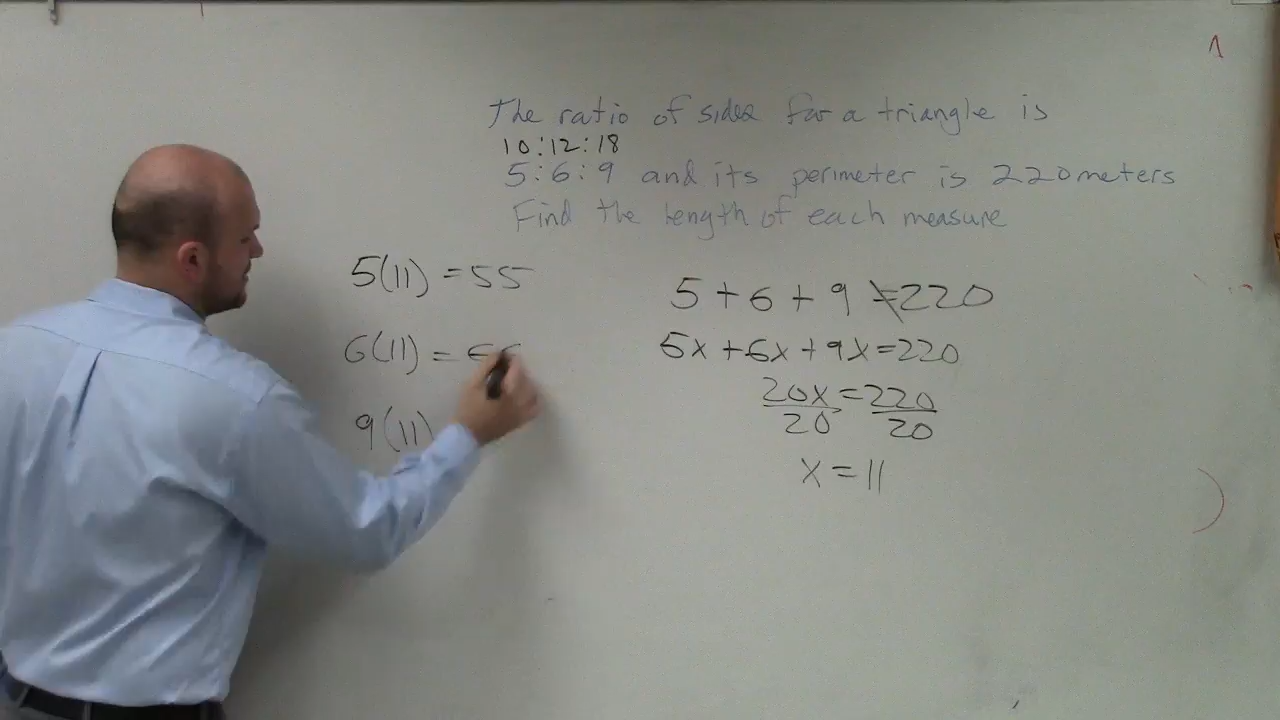 The ratio of sides for a triangle is
10:12:18
5:6:9 and its perimeter is 220meters
Find the length of each measure
5(11) =55
6(11) = 66
9(11)
5+6+9 =220
5x+6x+9x=220
20x=220
20 20
x=11